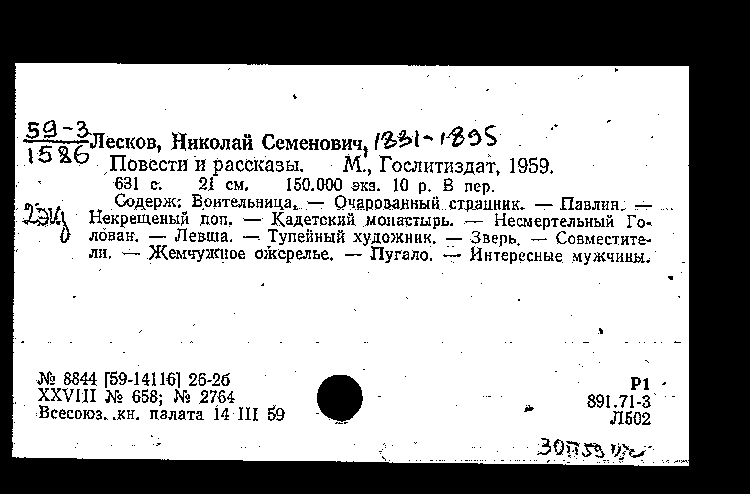 59-3
1586
Лесков, Николай Семенович, 1831-1895
Повести и рассказы. М., Гослитиздат, 1959.
631 с. 21 см. 150.000 экз. 10 р. В пер.
Содерж: Воительница. — Очарованный странник. — Павлин. —
2экз
Некрещеный поп. — Кадетский монастырь. — Несмертельный Го-
лован. — Левша. — Тупейный художник. — Зверь. — Совместите-
ли. — Жемчужное ожерелье. — Пугало. — Интересные мужчины.
№ 8844 [59-14116] 26-2б
XXVIII № 658; № 2764
Всесоюз. кн. палата 14 III 59
Р1
891.71-3
Л502